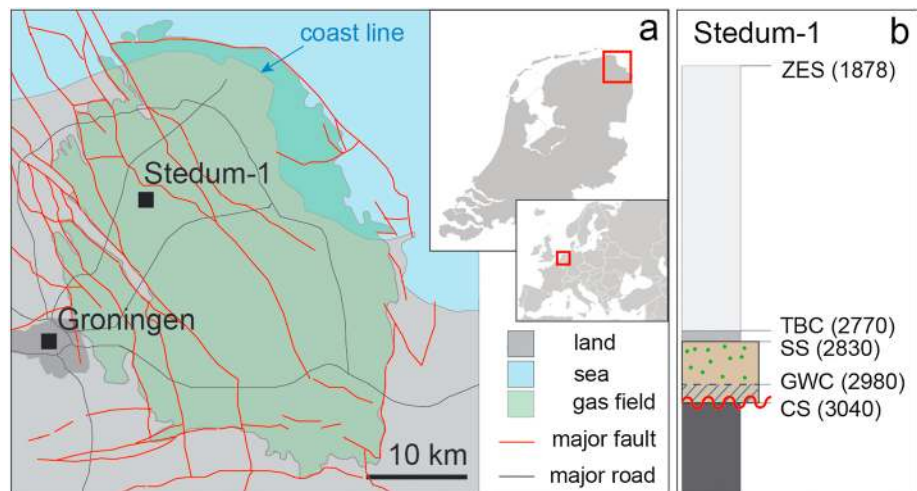 a
coast line
Stedum-1
Groningen
land
sea
gas field
major fault
major road
10 km
b
Stedum-1
ZES (1878)
TBC (2770)
SS (2830)
GWC (2980)
CS (3040)